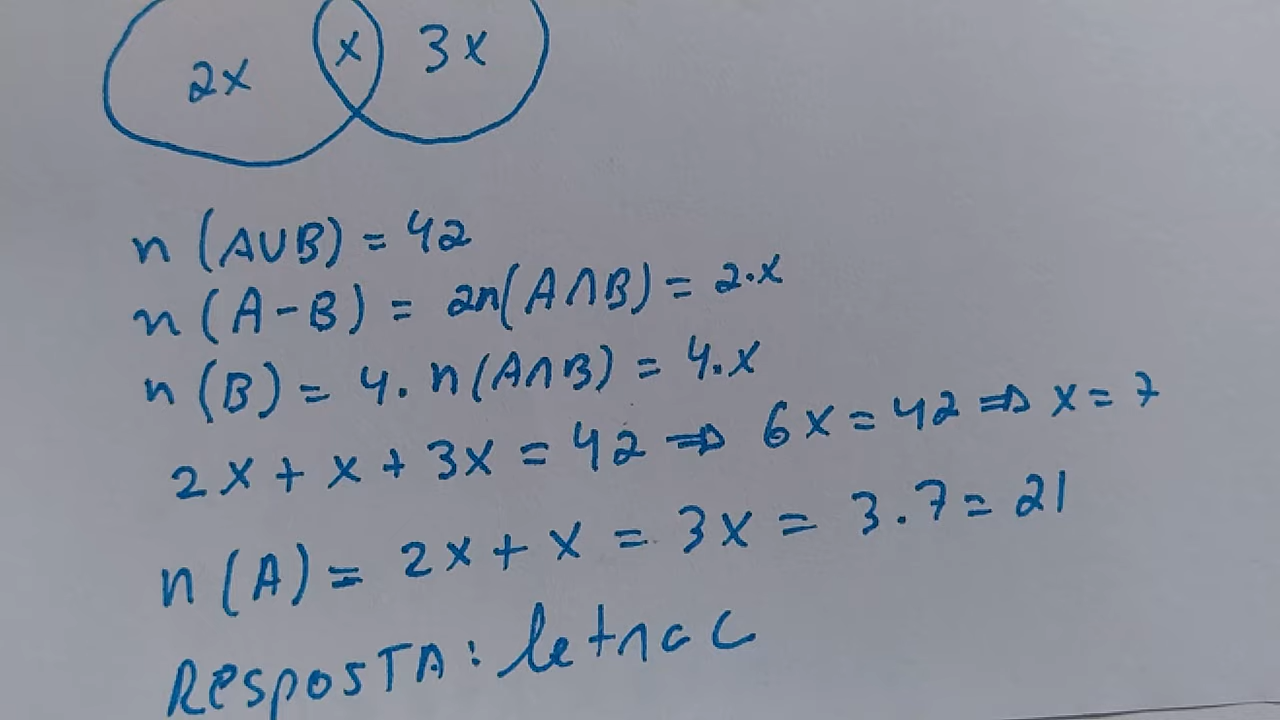 2x x 3x
n (A∪B) = 42
n (A-B) = 2n(A∩B) = 2.x
n (B) = 4. n(A∩B) = 4.x
2x + x + 3x = 42 ⇒ 6x = 42 ⇒ x = 7
n (A) = 2x + x = 3x = 3.7 = 21
ResposTA: letra C